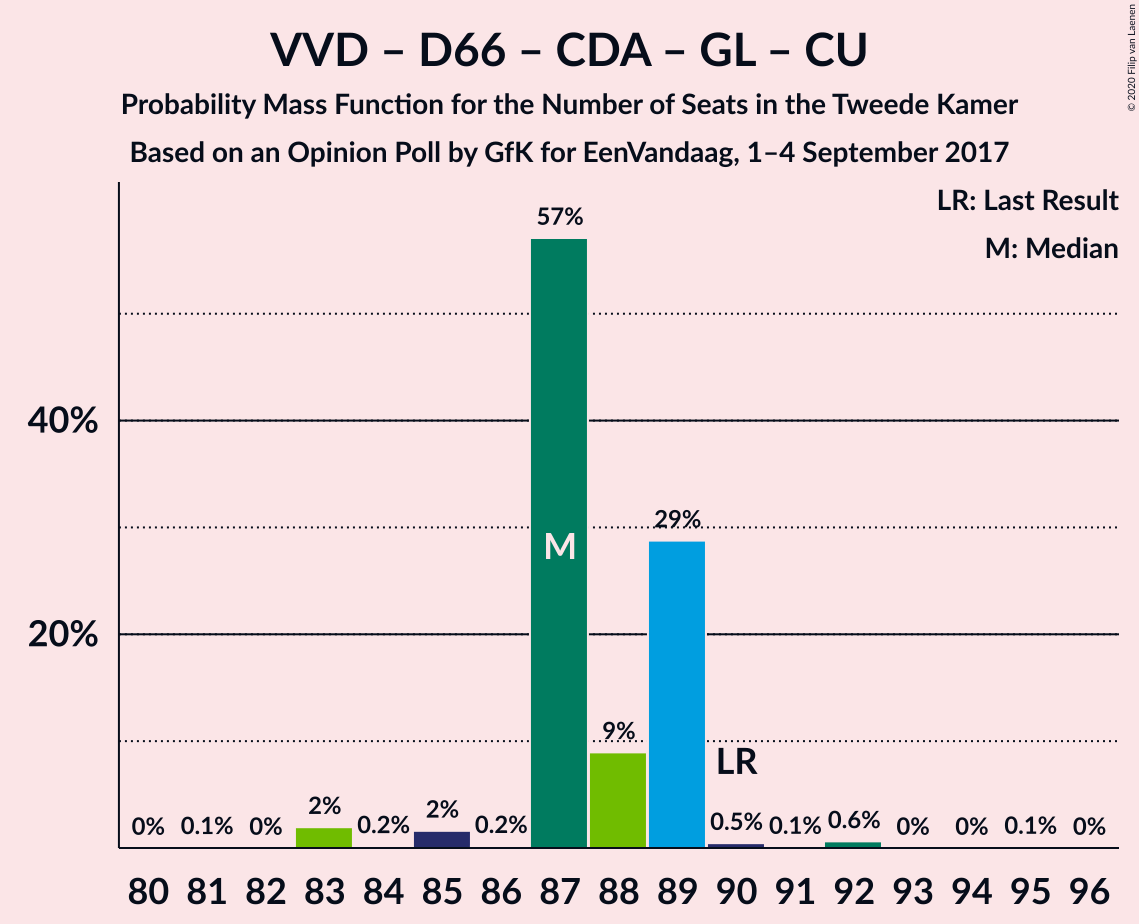 VVD – D66 – CDA – GL – CU
Probability Mass Function for the Number of Seats in the Tweede Kamer
Based on an Opinion Poll by GfK for EenVandaag, 1–4 September 2017
© 2020 Filip van Laenen
LR: Last Result
M: Median
57%
40%
29%
M
20%
9%
LR
0% 0.1% 0% 2% 0.2% 2% 0.2% 0.5% 0.1% 0.6% 0% 0% 0.1% 0%
80 81 82 83 84 85 86 87 88 89 90 91 92 93 94 95 96